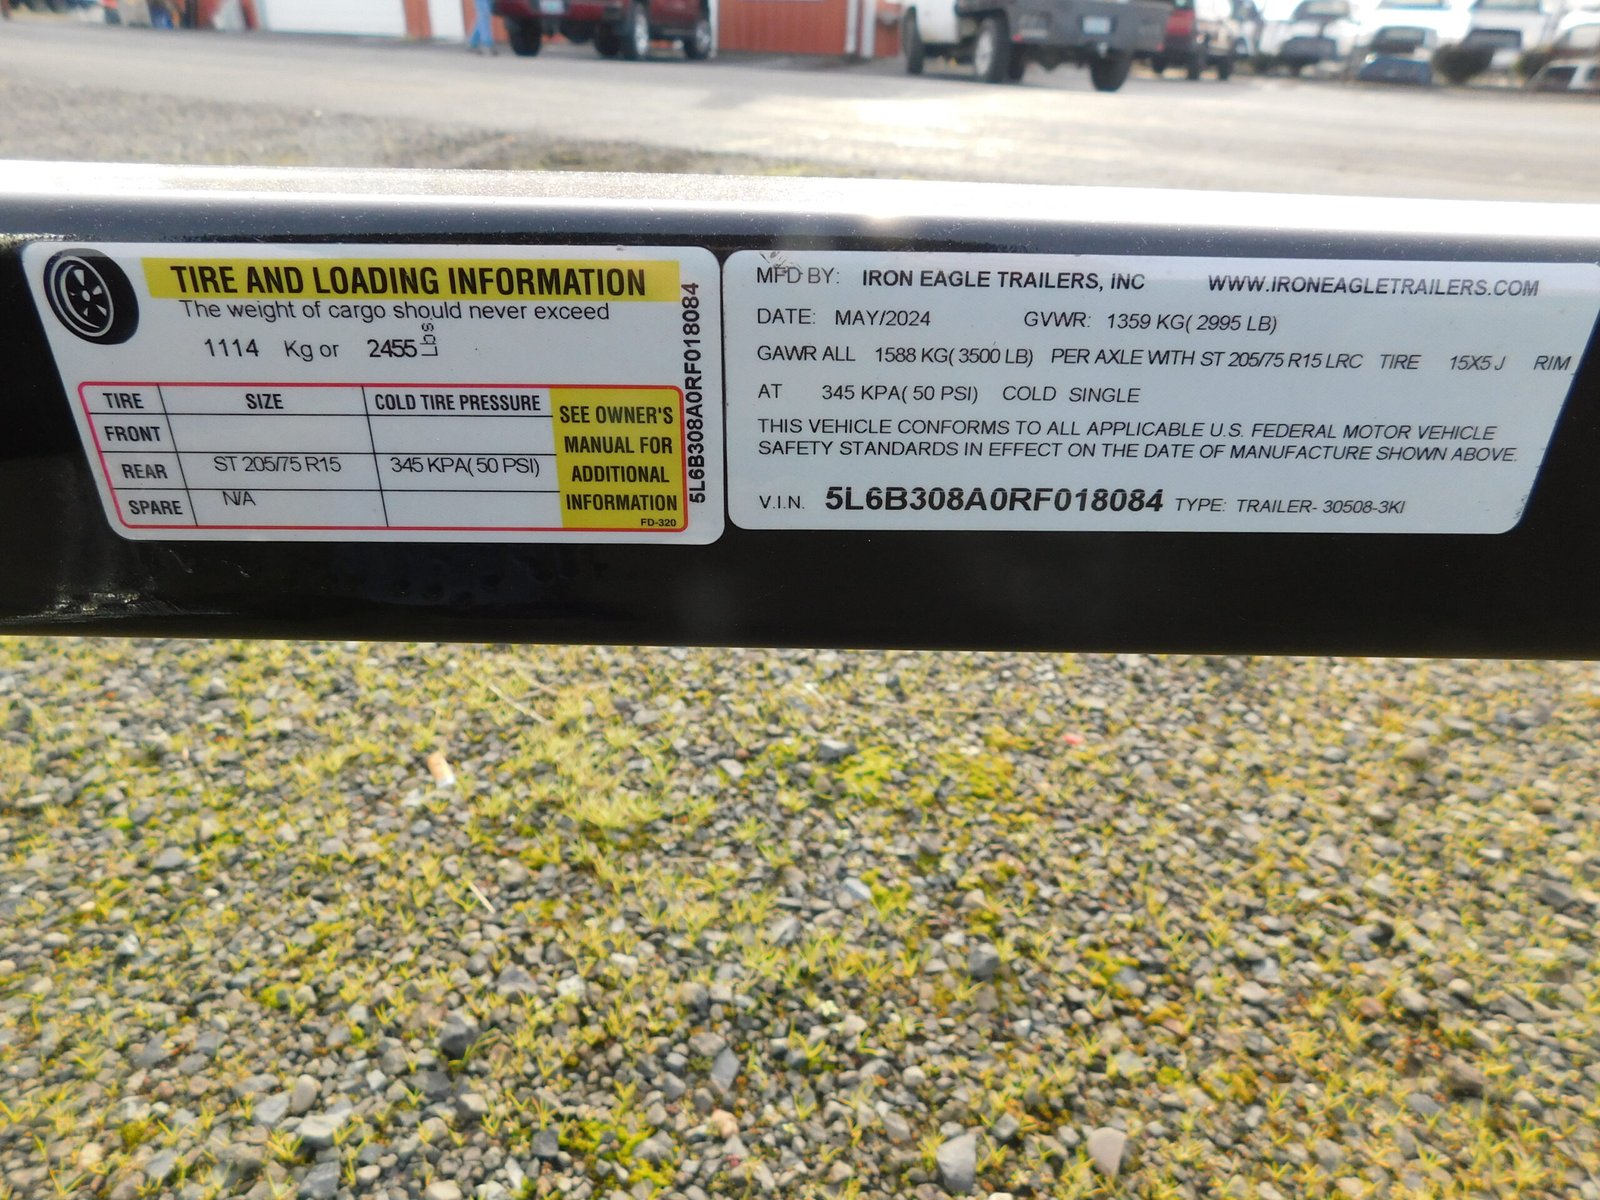 TIRE AND LOADING INFORMATION
The weight of cargo should never exceed
1114 Kg or 2455 Lbs
TIRE SIZE COLD TIRE PRESSURE
FRONT
REAR ST 205/75 R15 345 KPA( 50 PSI)
SPARE N/A
SEE OWNER'S
MANUAL FOR
ADDITIONAL
INFORMATION
FD-320
5L6B308A0RF018084
MFD BY: IRON EAGLE TRAILERS, INC WWW.IRONEAGLETRAILERS.COM
DATE: MAY/2024 GVWR: 1359 KG( 2995 LB)
GAWR ALL 1588 KG( 3500 LB) PER AXLE WITH ST 205/75 R15 LRC TIRE 15X5 J RIM
AT 345 KPA( 50 PSI) COLD SINGLE
THIS VEHICLE CONFORMS TO ALL APPLICABLE U.S. FEDERAL MOTOR VEHICLE
SAFETY STANDARDS IN EFFECT ON THE DATE OF MANUFACTURE SHOWN ABOVE.
V.I.N. 5L6B308A0RF018084 TYPE: TRAILER- 30508-3KI